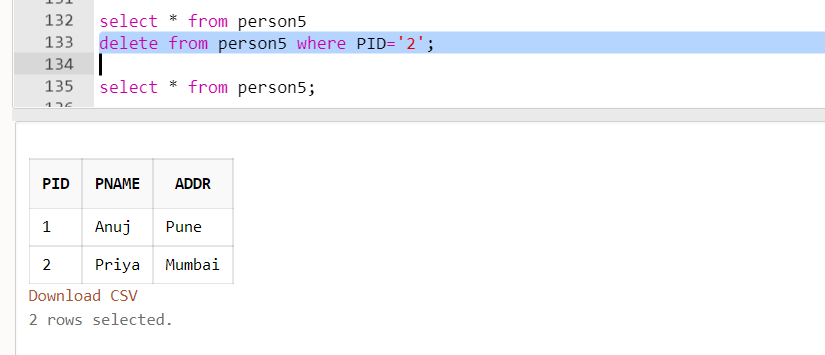 132 select * from person5
133 delete from person5 where PID='2';
134
135 select * from person5;
PID PNAME ADDR
1 Anuj Pune
2 Priya Mumbai
Download CSV
2 rows selected.